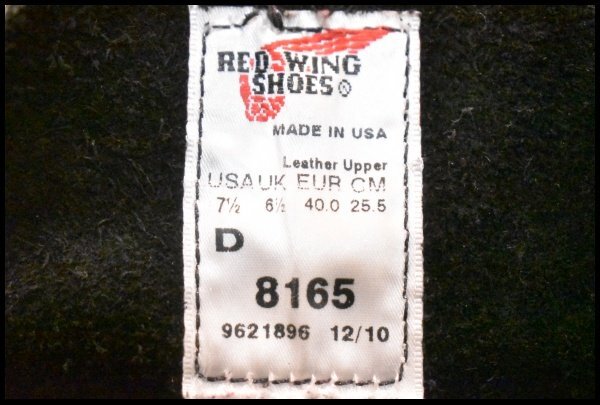 RED WING
SHOES®
MADE IN USA
Leather Upper
USA UK EUR CM
7½ 6½ 40.0 25.5
D
8165
9621896 12/10